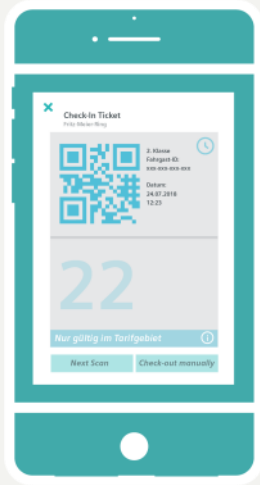 Check-In Ticket
Fritz Meier-Ring
2. Klasse
Fahrgast-ID:
xxx-xxx-xxx-xxx
Datum:
24.07.2018
12:23
22
Nur gültig im Tarifgebiet
Next Scan
Check-out manually